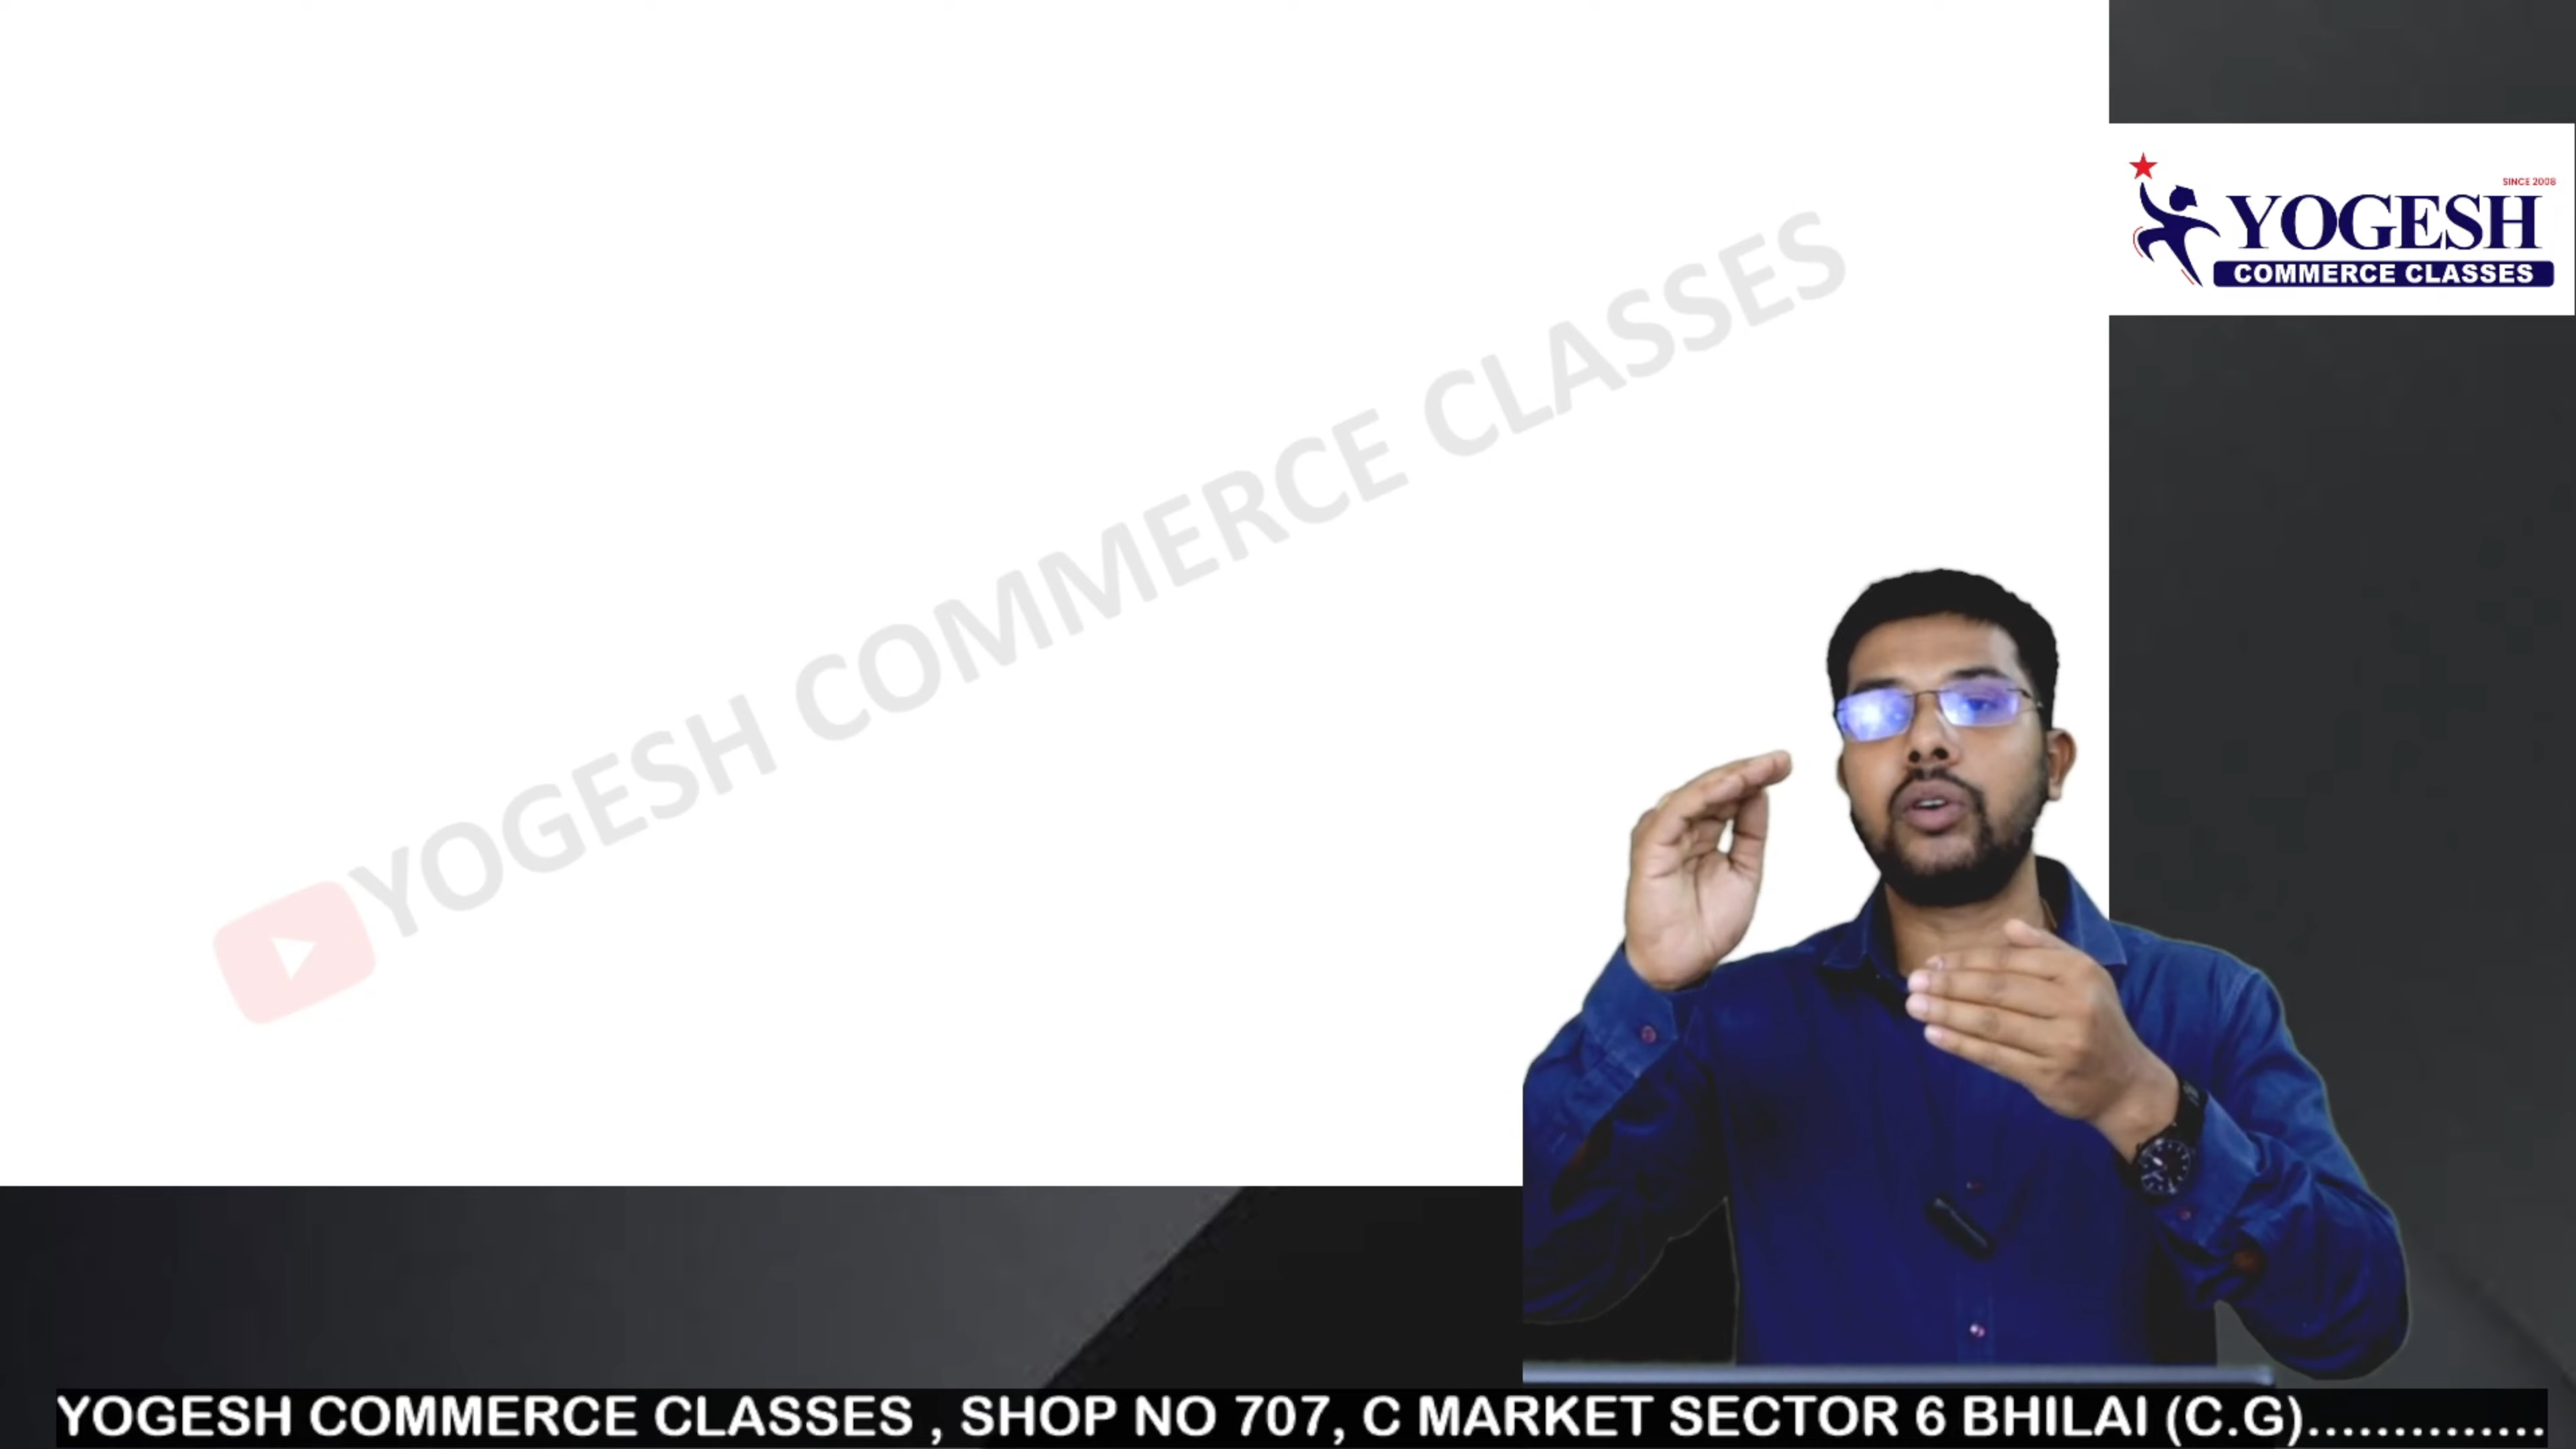 SINCE 2008
YOGESH
COMMERCE CLASSES
YOGESH COMMERCE CLASSES
YOGESH COMMERCE CLASSES , SHOP NO 707, C MARKET SECTOR 6 BHILAI (C.G)..............